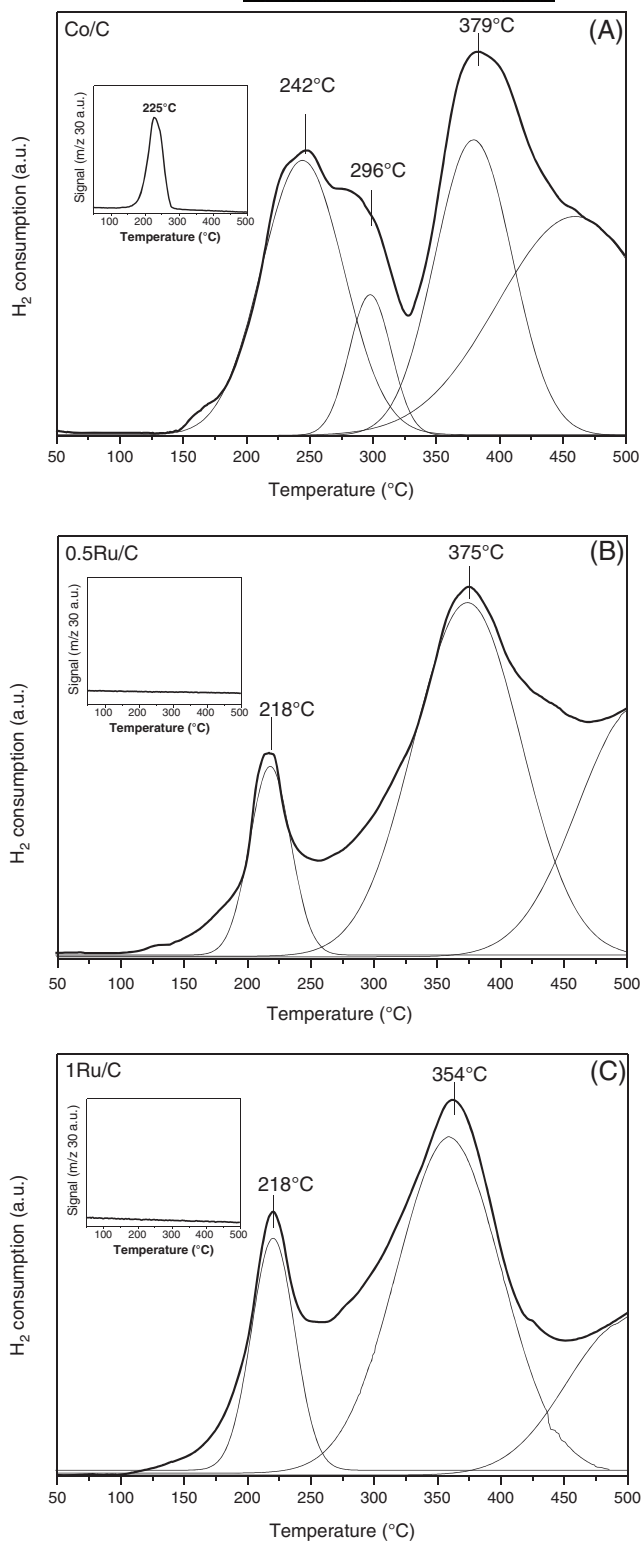 Co/C
(A)
379°C
242°C
296°C
225°C
Signal (m/z 30 a.u.)
100 200 300 400 500
Temperature (°C)
H2 consumption (a.u.)
50 100 150 200 250 300 350 400 450 500
Temperature (°C)
0.5Ru/C
(B)
375°C
218°C
Signal (m/z 30 a.u.)
100 200 300 400 500
Temperature (°C)
H2 consumption (a.u.)
50 100 150 200 250 300 350 400 450 500
Temperature (°C)
1Ru/C
(C)
354°C
218°C
Signal (m/z 30 a.u.)
100 200 300 400 500
Temperature (°C)
H2 consumption (a.u.)
50 100 150 200 250 300 350 400 450 500
Temperature (°C)